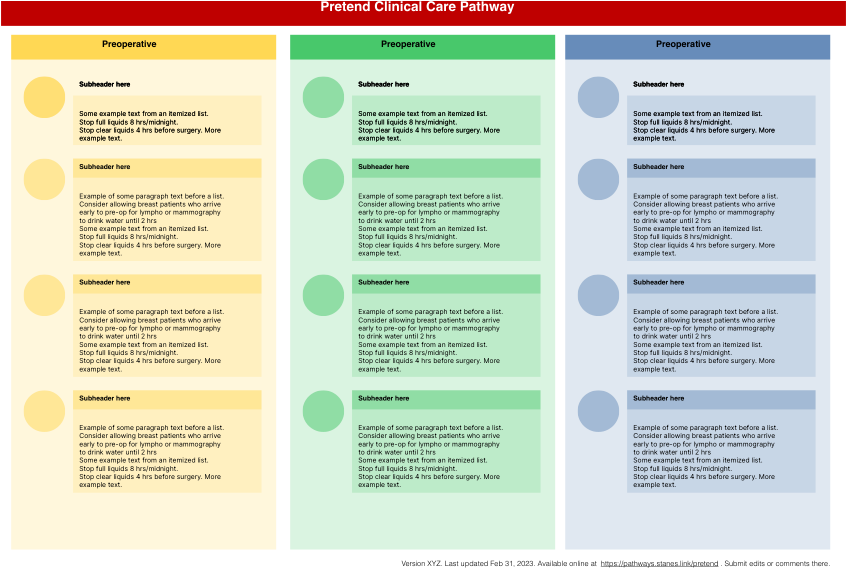 Pretend Clinical Care Pathway
Preoperative
Subheader here
Some example text from an itemized list.
Stop full liquids 8 hrs/midnight.
Stop clear liquids 4 hrs before surgery. More
example text.
Subheader here
Example of some paragraph text before a list.
Consider allowing breast patients who arrive
early to pre-op for lympho or mammography
to drink water until 2 hrs
Some example text from an itemized list.
Stop full liquids 8 hrs/midnight.
Stop clear liquids 4 hrs before surgery. More
example text.
Subheader here
Example of some paragraph text before a list.
Consider allowing breast patients who arrive
early to pre-op for lympho or mammography
to drink water until 2 hrs
Some example text from an itemized list.
Stop full liquids 8 hrs/midnight.
Stop clear liquids 4 hrs before surgery. More
example text.
Subheader here
Example of some paragraph text before a list.
Consider allowing breast patients who arrive
early to pre-op for lympho or mammography
to drink water until 2 hrs
Some example text from an itemized list.
Stop full liquids 8 hrs/midnight.
Stop clear liquids 4 hrs before surgery. More
example text.
Preoperative
Subheader here
Some example text from an itemized list.
Stop full liquids 8 hrs/midnight.
Stop clear liquids 4 hrs before surgery. More
example text.
Subheader here
Example of some paragraph text before a list.
Consider allowing breast patients who arrive
early to pre-op for lympho or mammography
to drink water until 2 hrs
Some example text from an itemized list.
Stop full liquids 8 hrs/midnight.
Stop clear liquids 4 hrs before surgery. More
example text.
Subheader here
Example of some paragraph text before a list.
Consider allowing breast patients who arrive
early to pre-op for lympho or mammography
to drink water until 2 hrs
Some example text from an itemized list.
Stop full liquids 8 hrs/midnight.
Stop clear liquids 4 hrs before surgery. More
example text.
Subheader here
Example of some paragraph text before a list.
Consider allowing breast patients who arrive
early to pre-op for lympho or mammography
to drink water until 2 hrs
Some example text from an itemized list.
Stop full liquids 8 hrs/midnight.
Stop clear liquids 4 hrs before surgery. More
example text.
Preoperative
Subheader here
Some example text from an itemized list.
Stop full liquids 8 hrs/midnight.
Stop clear liquids 4 hrs before surgery. More
example text.
Subheader here
Example of some paragraph text before a list.
Consider allowing breast patients who arrive
early to pre-op for lympho or mammography
to drink water until 2 hrs
Some example text from an itemized list.
Stop full liquids 8 hrs/midnight.
Stop clear liquids 4 hrs before surgery. More
example text.
Subheader here
Example of some paragraph text before a list.
Consider allowing breast patients who arrive
early to pre-op for lympho or mammography
to drink water until 2 hrs
Some example text from an itemized list.
Stop full liquids 8 hrs/midnight.
Stop clear liquids 4 hrs before surgery. More
example text.
Subheader here
Example of some paragraph text before a list.
Consider allowing breast patients who arrive
early to pre-op for lympho or mammography
to drink water until 2 hrs
Some example text from an itemized list.
Stop full liquids 8 hrs/midnight.
Stop clear liquids 4 hrs before surgery. More
example text.
Version XYZ. Last updated Feb 31, 2023. Available online at https://pathways.stanes.link/pretend . Submit edits or comments there.